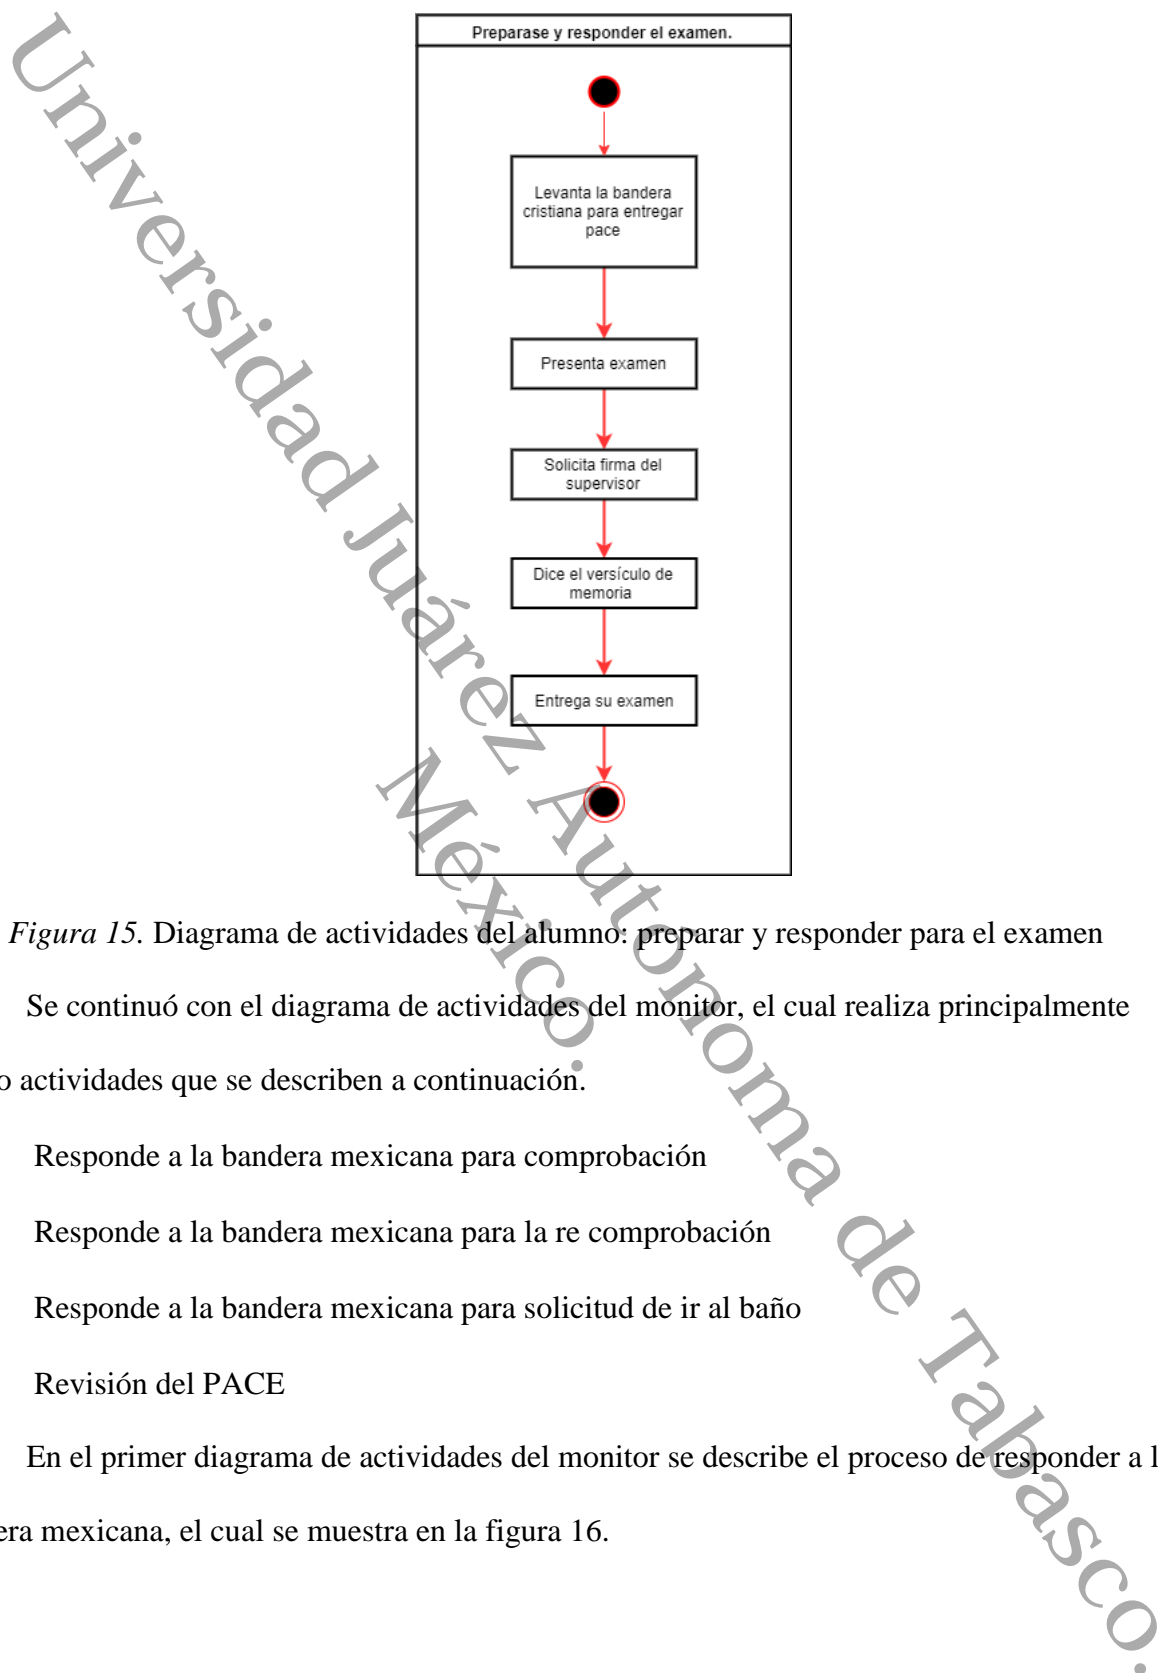 Preparase y responder el examen.
Levanta la bandera
cristiana para entregar
pace
Presenta examen
Solicita firma del
supervisor
Dice el versículo de
memoria
Entrega su examen
Figura 15. Diagrama de actividades del alumno: preparar y responder para el examen
Se continuó con el diagrama de actividades del monitor, el cual realiza principalmente
o actividades que se describen a continuación.
Responde a la bandera mexicana para comprobación
Responde a la bandera mexicana para la re comprobación
Responde a la bandera mexicana para solicitud de ir al baño
Revisión del PACE
En el primer diagrama de actividades del monitor se describe el proceso de responder a l
era mexicana, el cual se muestra en la figura 16.
Universidad Juárez Autónoma de Tabasco.
México.